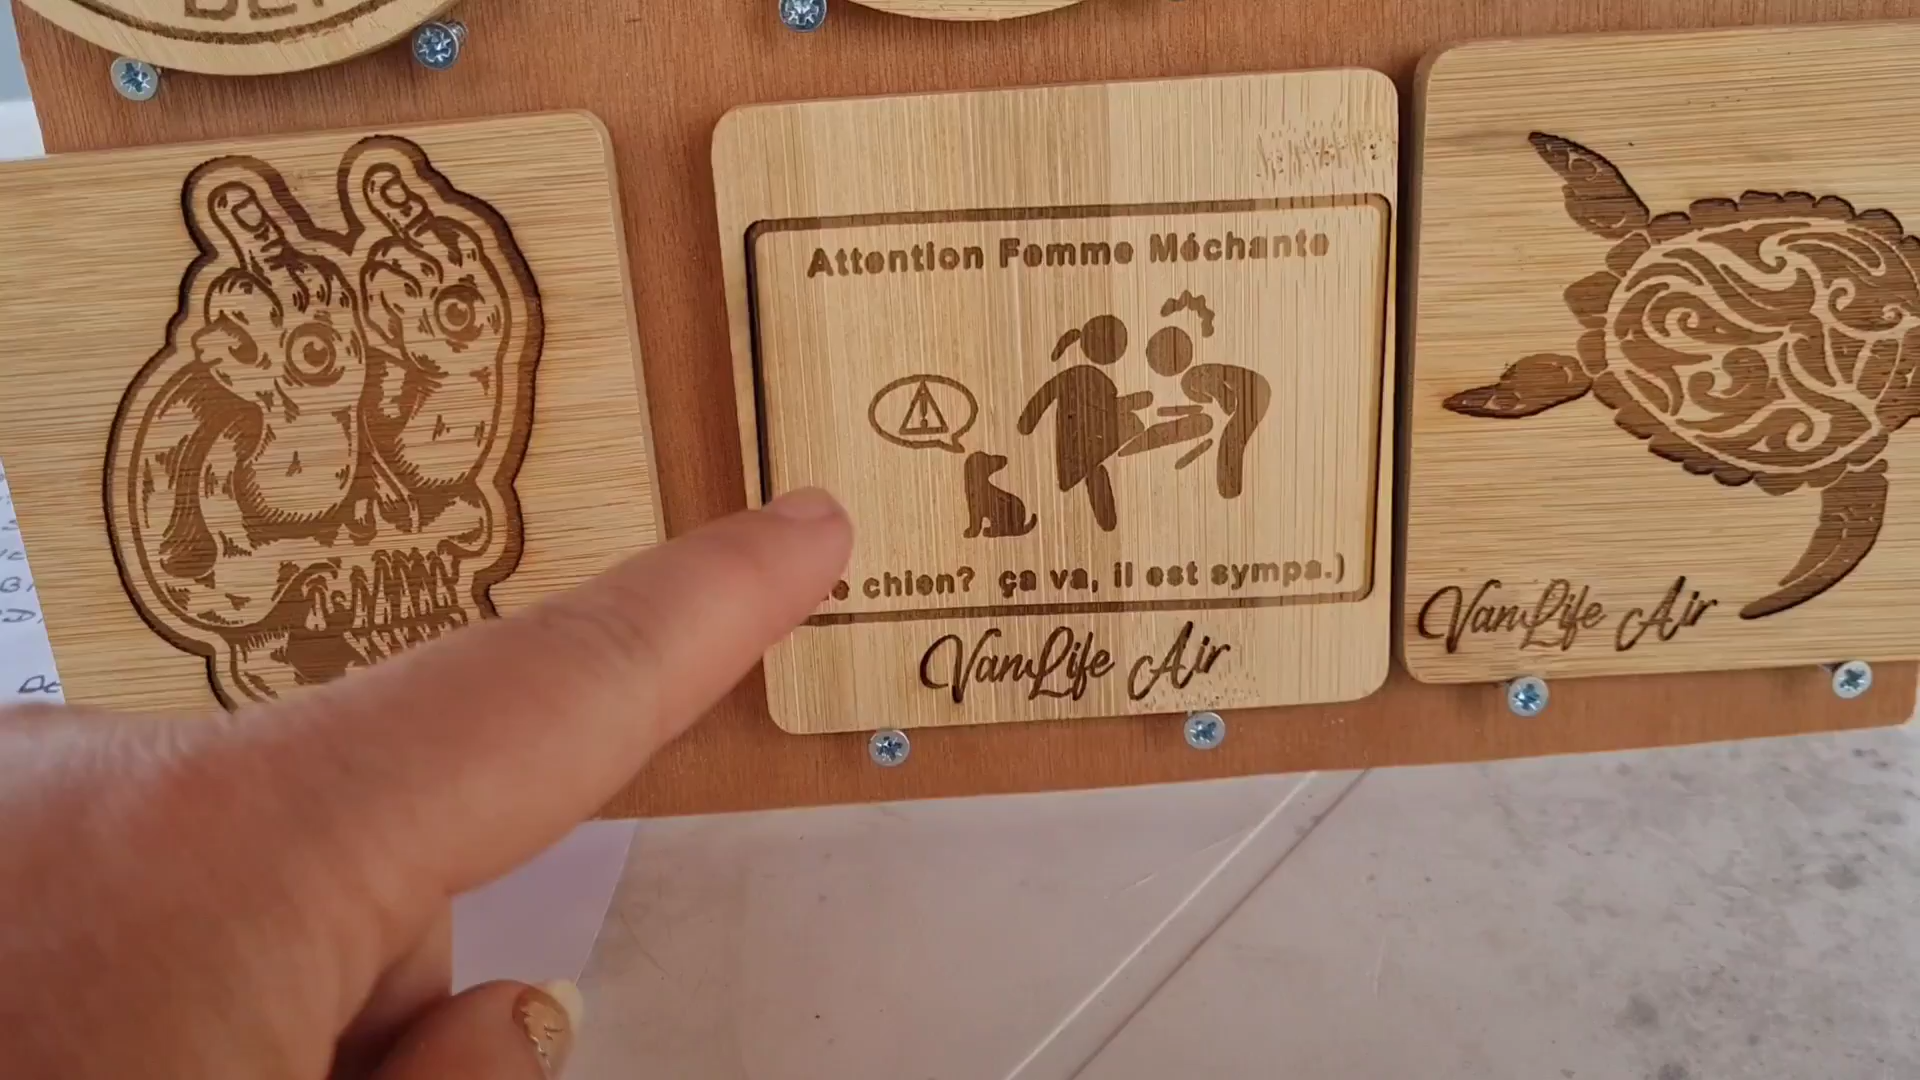 Attention Femme Méchante
chien? ça va, il est sympa.)
VanLife Air
VanLife Air